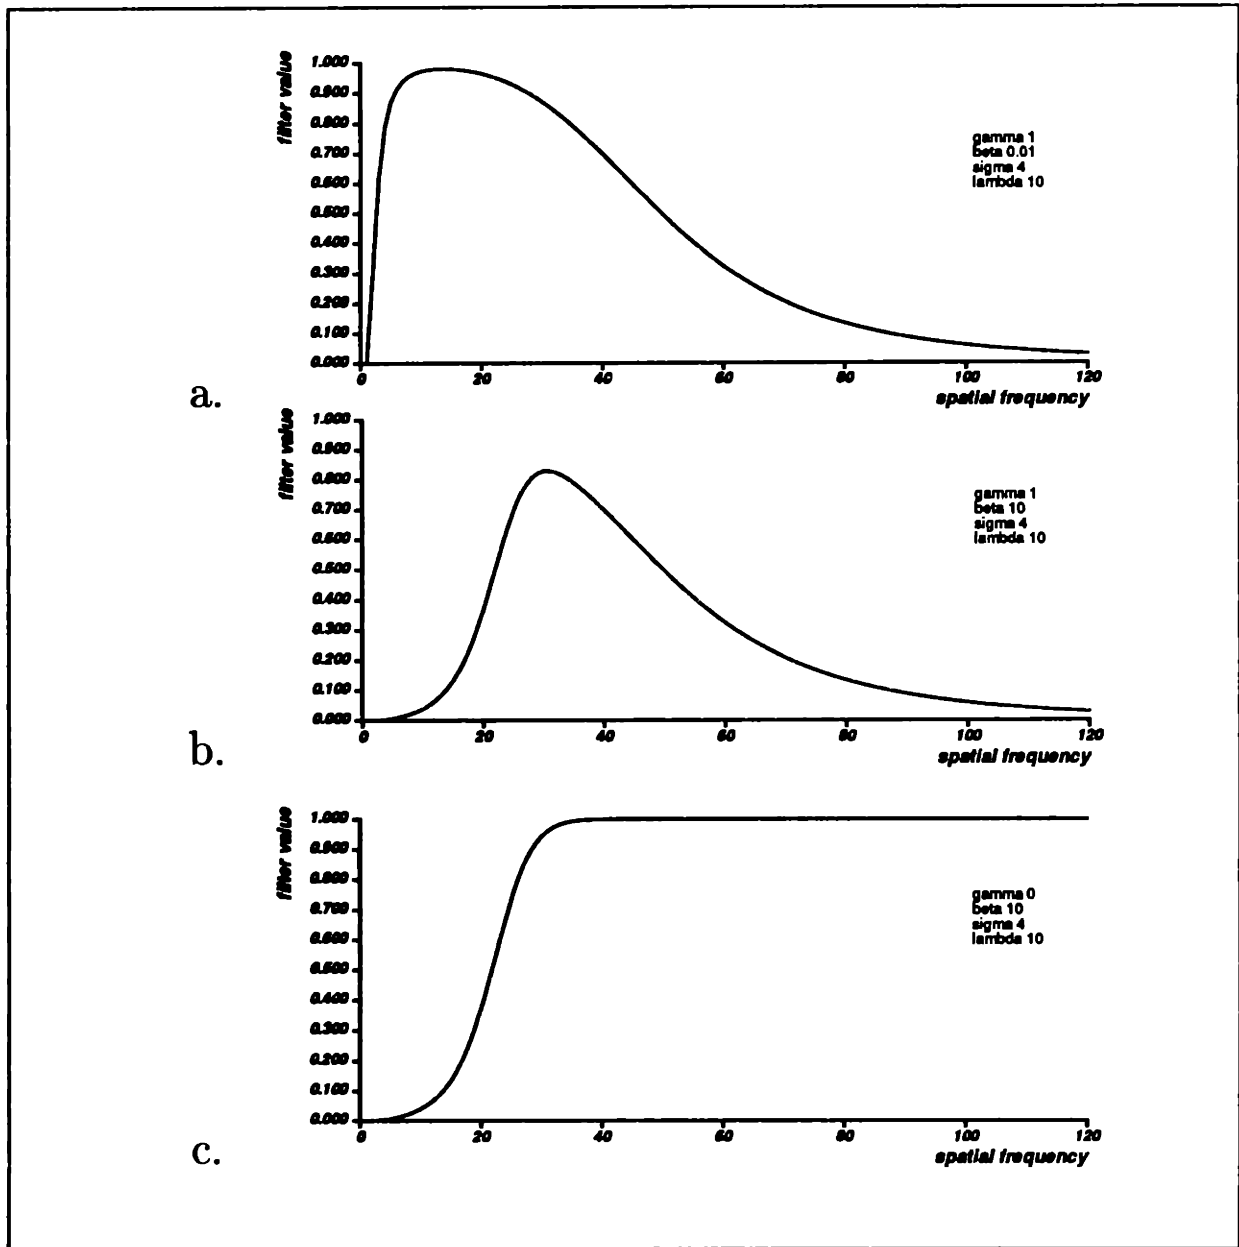 filter value
1.000
0.900
0.800
0.700
0.600
0.500
0.400
0.300
0.200
0.100
0.000
gamma 1
beta 0.01
sigma 4
lambda 10
0 20 40 60 80 100 120
spatial frequency
a.
filter value
1.000
0.900
0.800
0.700
0.600
0.500
0.400
0.300
0.200
0.100
0.000
gamma 1
beta 10
sigma 4
lambda 10
0 20 40 60 80 100 120
spatial frequency
b.
filter value
1.000
0.900
0.800
0.700
0.600
0.500
0.400
0.300
0.200
0.100
0.000
gamma 0
beta 10
sigma 4
lambda 10
0 20 40 60 80 100 120
spatial frequency
c.